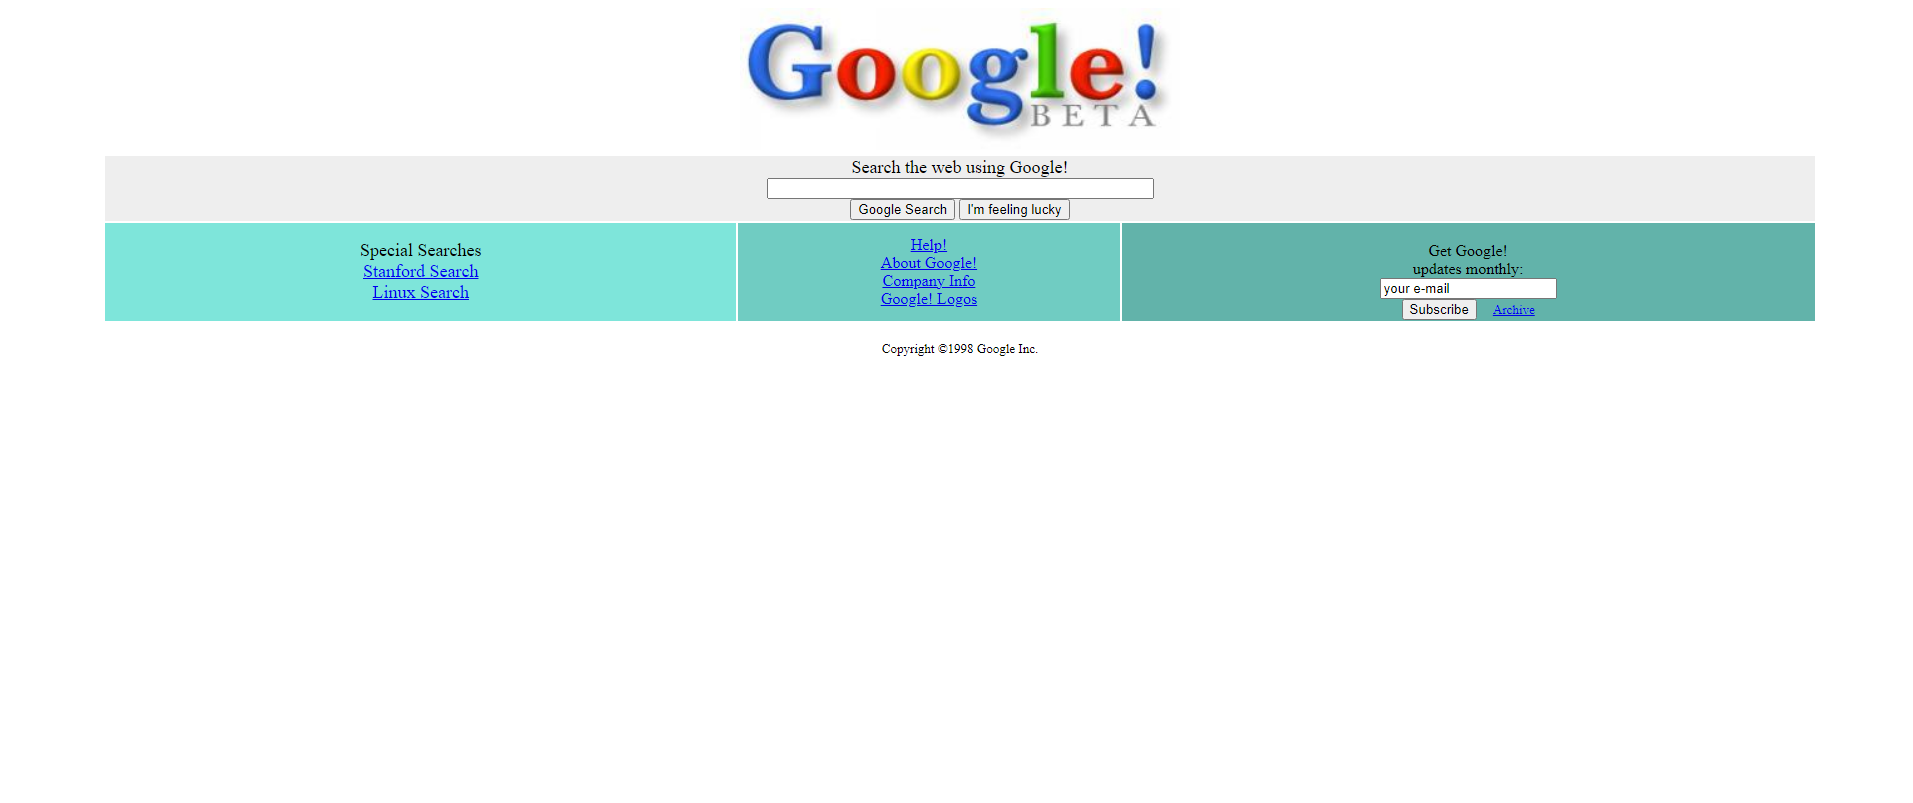 Google!
BETA
Search the web using Google!
Google Search I'm feeling lucky
Special Searches
Stanford Search
Linux Search
Help!
About Google!
Company Info
Google! Logos
Get Google!
updates monthly:
your e-mail
Subscribe Archive
Copyright ©1998 Google Inc.